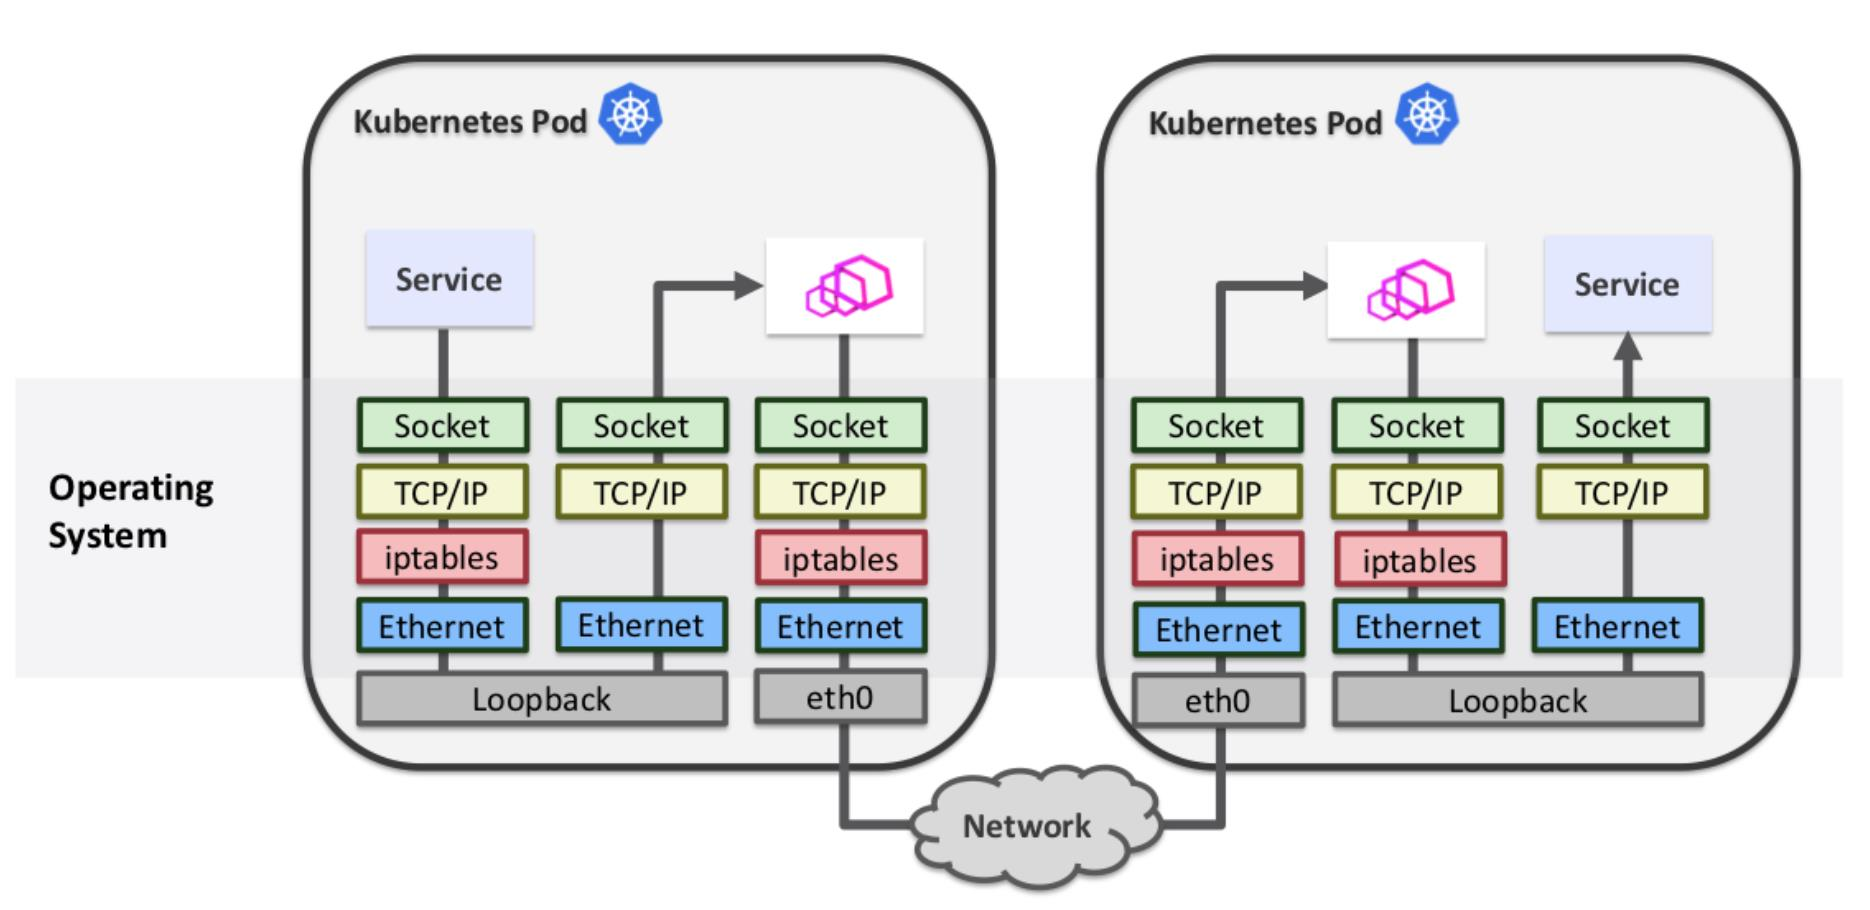 Kubernetes Pod
Kubernetes Pod
Service
Service
Operating
System
Socket
Socket
Socket
TCP/IP
TCP/IP
TCP/IP
iptables
iptables
Ethernet
Ethernet
Ethernet
Loopback
eth0
Socket
Socket
Socket
TCP/IP
TCP/IP
TCP/IP
iptables
iptables
Ethernet
Ethernet
Ethernet
eth0
Loopback
Network